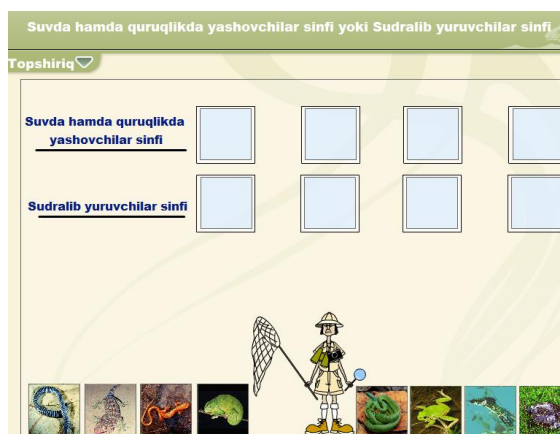 Suvda hamda quruqlikda yashovchilar sinfi yoki Sudralib yuruvchilar sinfi
Topshiriq
Suvda hamda quruqlikda
yashovchilar sinfi
Sudralib yuruvchilar sinfi